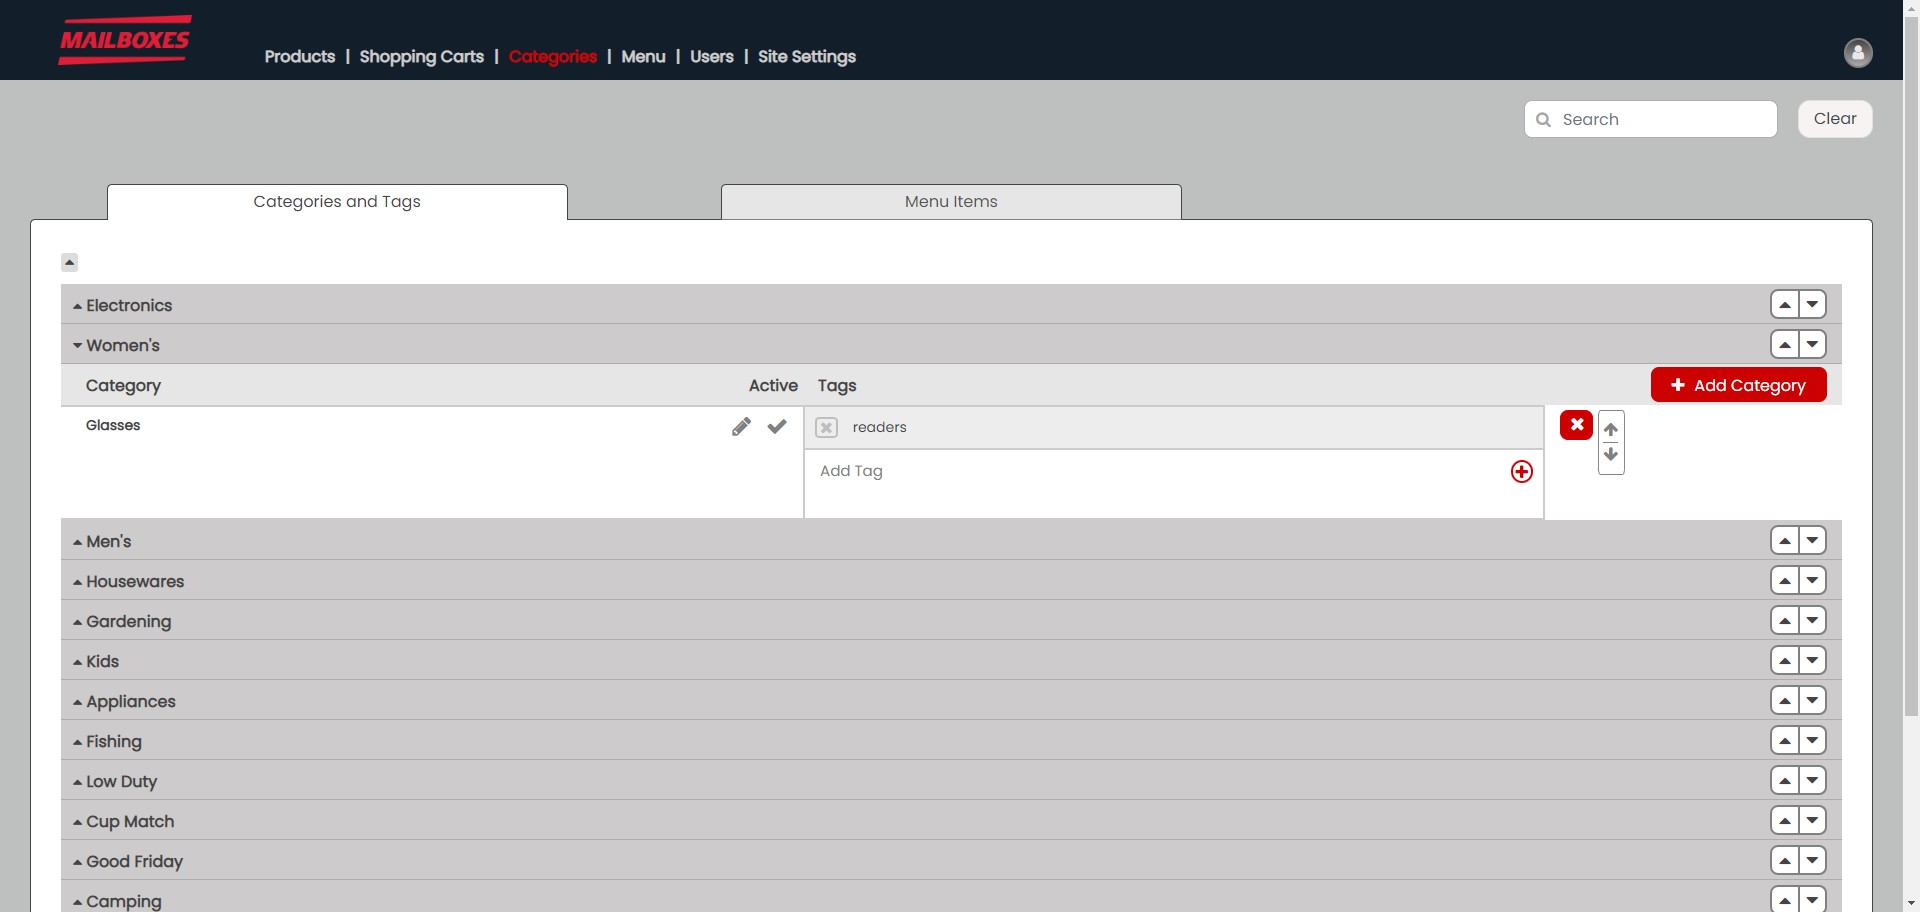 MAILBOXES
Products | Shopping Carts | Categories | Menu | Users | Site Settings
Search
Clear
Categories and Tags
Menu Items
Electronics
Women's
Category Active Tags Add Category
Glasses
readers
Add Tag
Men's
Housewares
Gardening
Kids
Appliances
Fishing
Low Duty
Cup Match
Good Friday
Camping